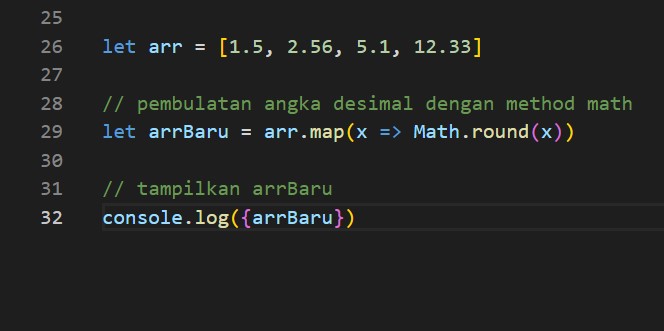 25
26 let arr = [1.5, 2.56, 5.1, 12.33]
27
28 // pembulatan angka desimal dengan method math
29 let arrBaru = arr.map(x => Math.round(x))
30
31 // tampilkan arrBaru
32 console.log({arrBaru})